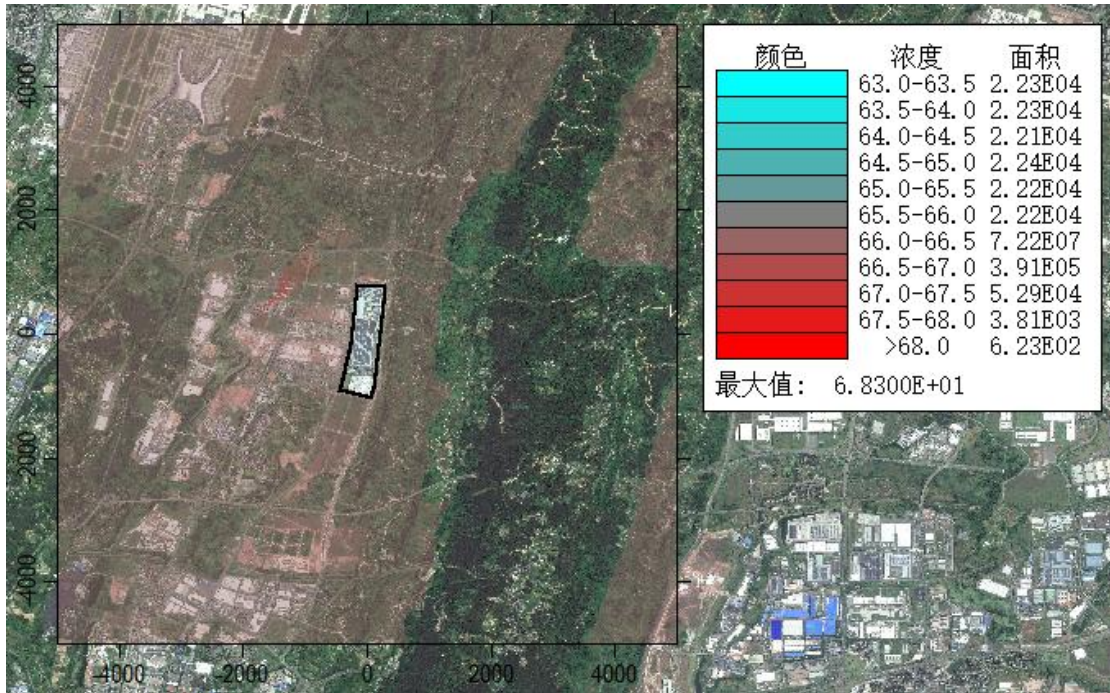 颜色 浓度 面积
63.0-63.5 2.23E04
63.5-64.0 2.23E04
64.0-64.5 2.21E04
64.5-65.0 2.24E04
65.0-65.5 2.22E04
65.5-66.0 2.22E04
66.0-66.5 7.22E07
66.5-67.0 3.91E05
67.0-67.5 5.29E04
67.5-68.0 3.81E03
>68.0 6.23E02
最大值: 6.8300E+01
4000
2000
0
-2000
-4000
-4000 -2000 0 2000 4000